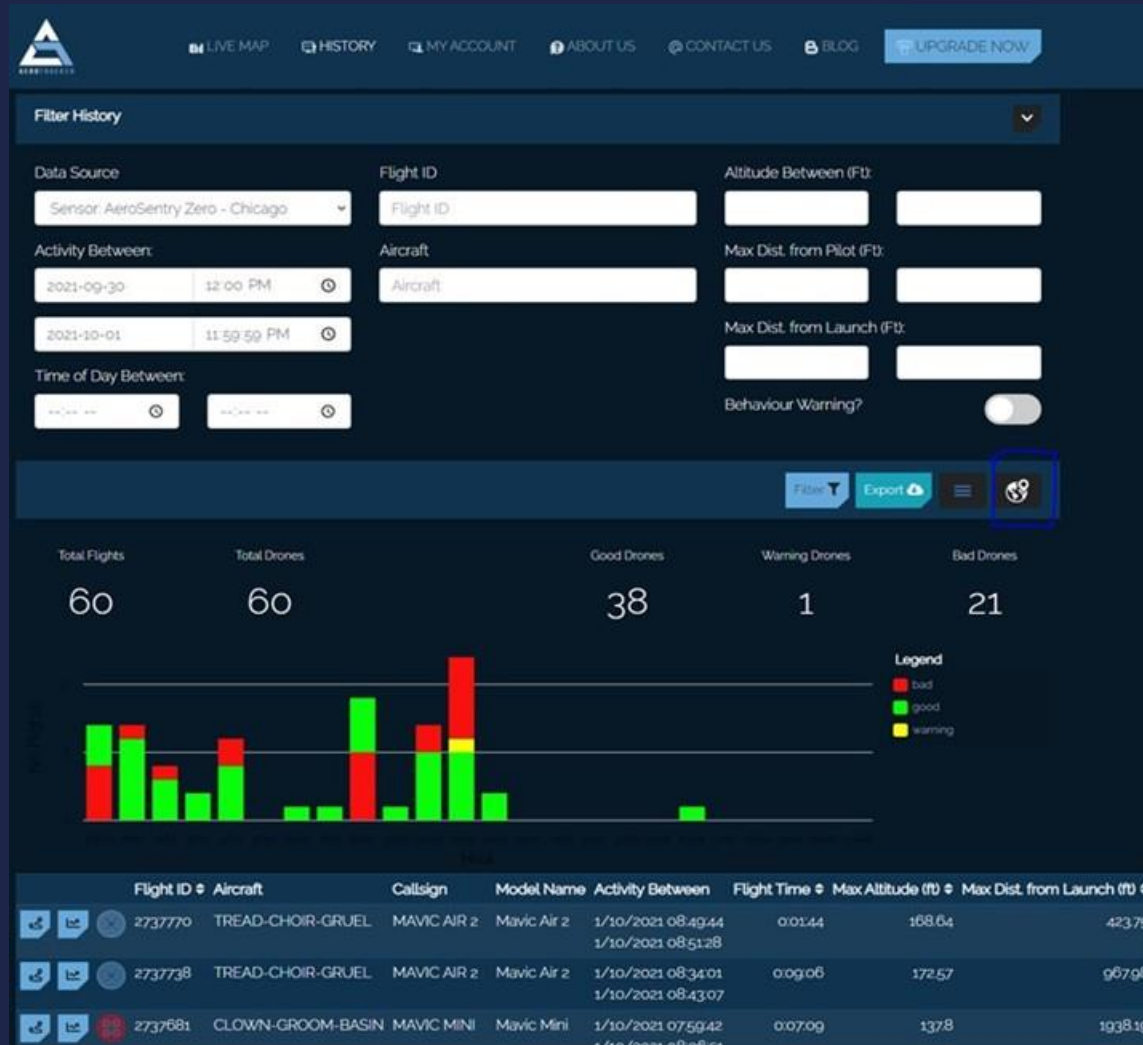 LIVE MAP HISTORY MY ACCOUNT ABOUT US CONTACT US BLOG UPGRADE NOW
Filter History
Data Source Flight ID Altitude Between (Ft):
Sensor: AeroSentry Zero - Chicago Flight ID
Activity Between: Aircraft Max Dist. from Pilot (Ft):
2021-09-30 12:00 PM Aircraft
2021-10-01 11:59:59 PM Max Dist. from Launch (Ft):
Time of Day Between:
--:-- -- --:-- -- Behaviour Warning?
Filter Export
Total Flights Total Drones Good Drones Warning Drones Bad Drones
60 60 38 1 21
Legend
bad
good
warning
Flight ID Aircraft Callsign Model Name Activity Between Flight Time Max Altitude (ft) Max Dist. from Launch (ft)
2737770 TREAD-CHOIR-GRUEL MAVIC AIR 2 Mavic Air 2 1/10/2021 08:49:44 0:01:44 168.64 423.79
1/10/2021 08:51:28
2737738 TREAD-CHOIR-GRUEL MAVIC AIR 2 Mavic Air 2 1/10/2021 08:34:01 0:09:06 172.57 967.98
1/10/2021 08:43:07
2737681 CLOWN-GROOM-BASIN MAVIC MINI Mavic Mini 1/10/2021 07:59:42 0:07:09 137.8 1938.19